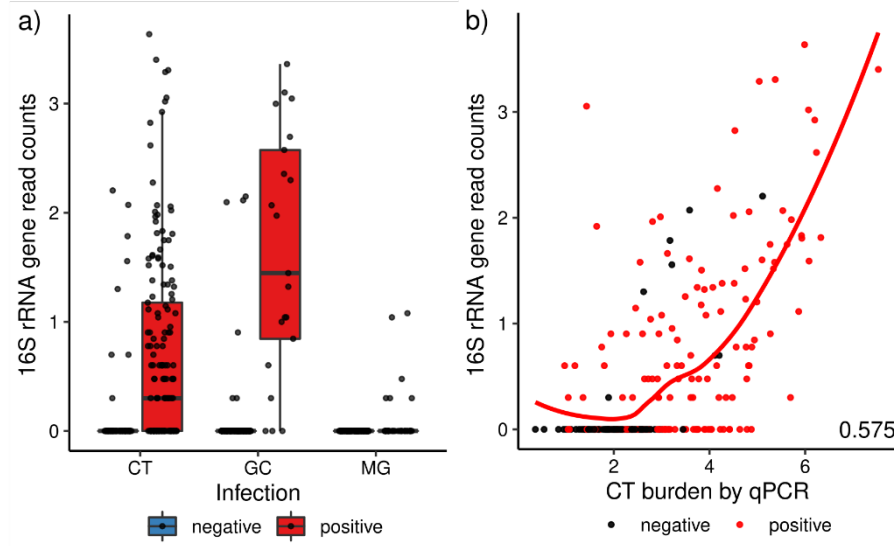 a)
16S rRNA gene read counts
3
2
1
0
CT GC MG
Infection
negative positive
b)
16S rRNA gene read counts
3
2
1
0
0.575
2 4 6
CT burden by qPCR
negative positive